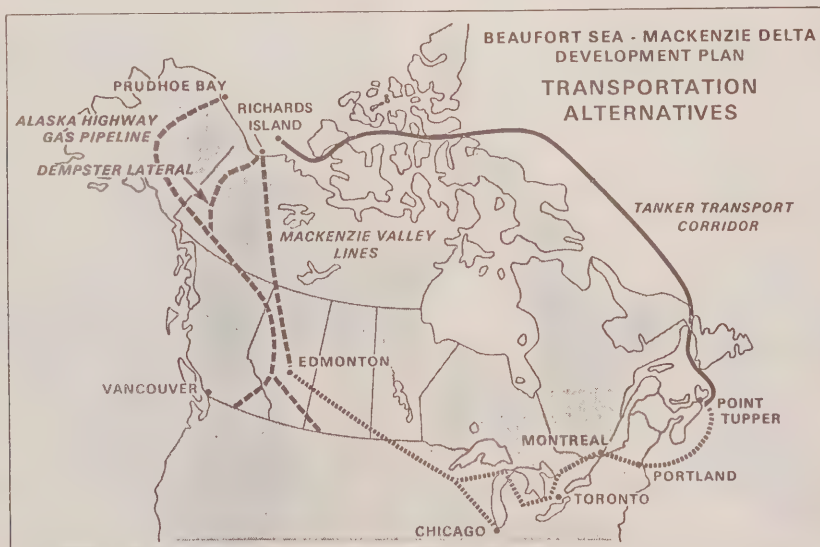 BEAUFORT SEA - MACKENZIE DELTA
DEVELOPMENT PLAN
TRANSPORTATION
ALTERNATIVES
PRUDHOE BAY
RICHARDS
ISLAND
ALASKA HIGHWAY
GAS PIPELINE
DEMPSTER LATERAL
MACKENZIE VALLEY
LINES
TANKER TRANSPORT
CORRIDOR
EDMONTON
VANCOUVER
POINT
TUPPER
MONTREAL
PORTLAND
TORONTO
CHICAGO